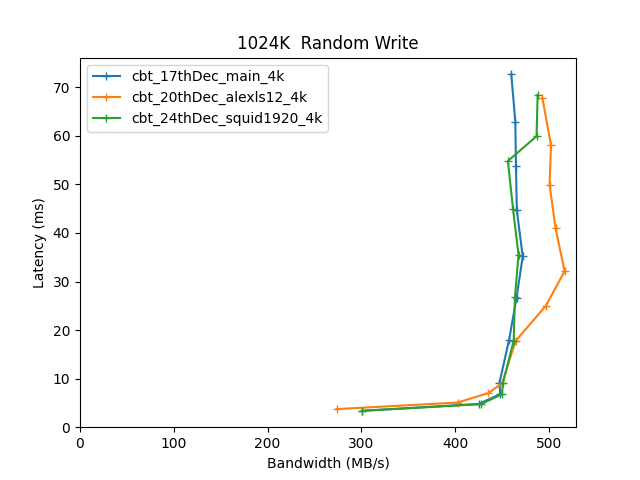 1024K  Random Write
cbt_17thDec_main_4k
cbt_20thDec_alexls12_4k
cbt_24thDec_squid1920_4k
Latency (ms)
70
60
50
40
30
20
10
0
0 100 200 300 400 500
Bandwidth (MB/s)